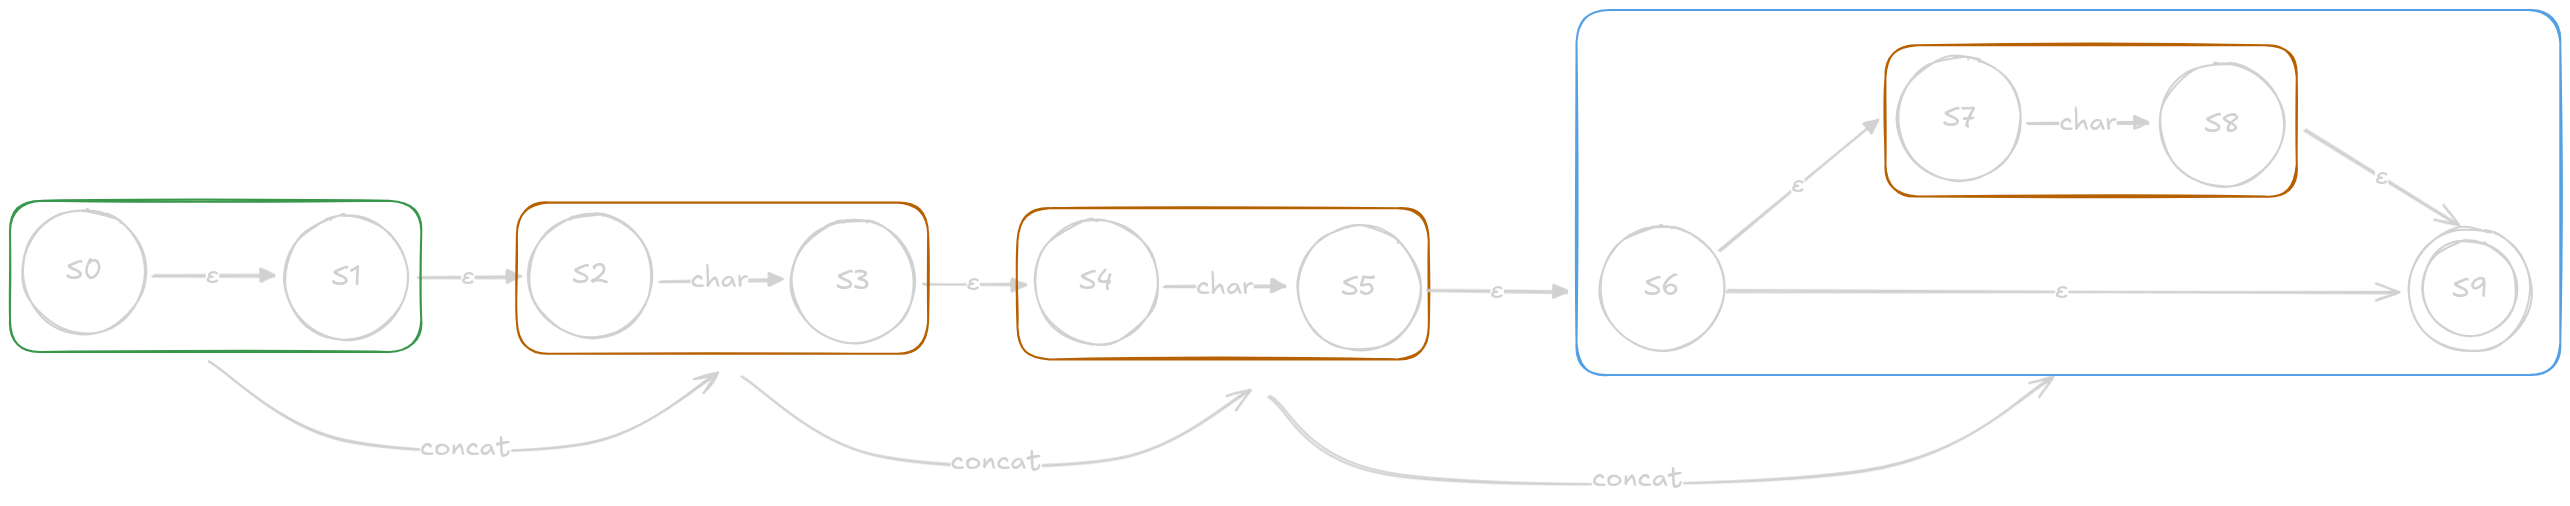 S7 char S8
ε
ε
S0 ε S1 ε S2 char S3 ε S4 char S5 ε S6 ε S9
concat
concat
concat